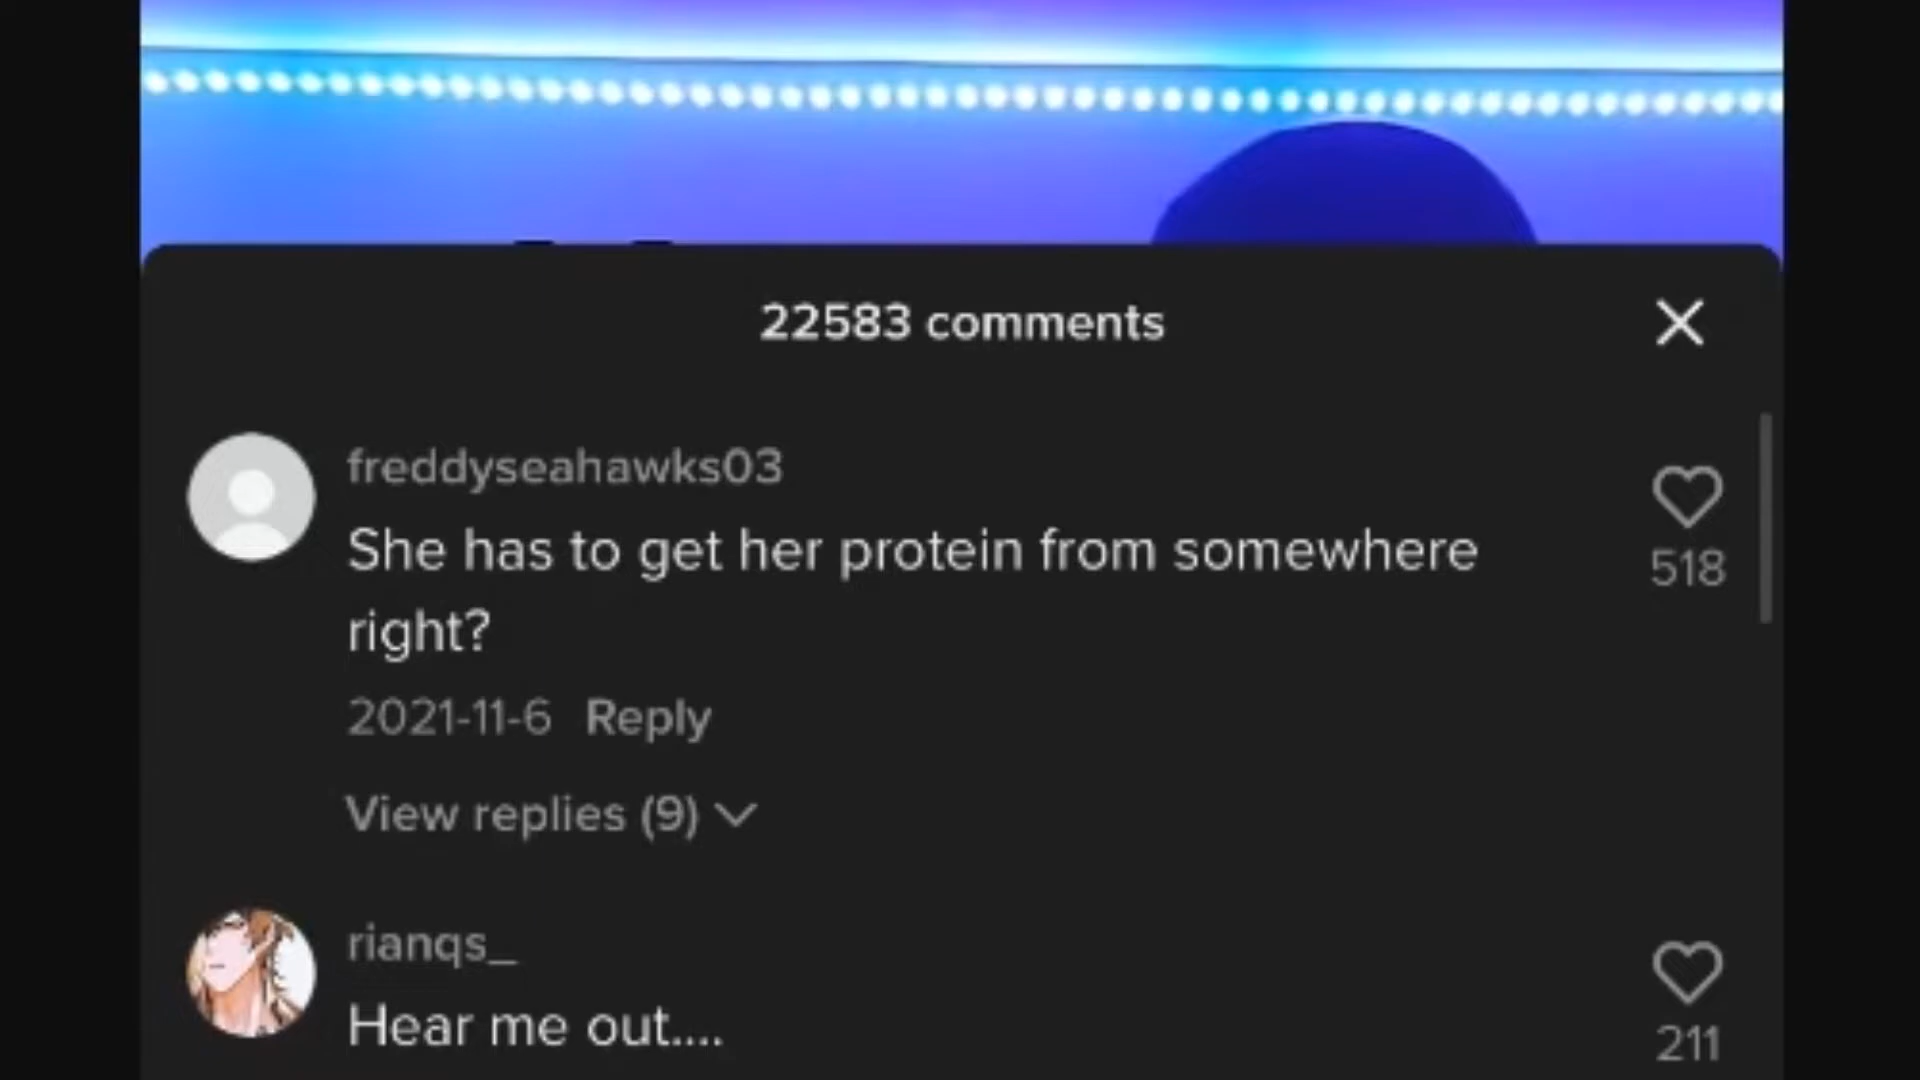 22583 comments
freddyseahawks03
She has to get her protein from somewhere
right?
518
2021-11-6 Reply
View replies (9)
rianqs_
Hear me out....
211